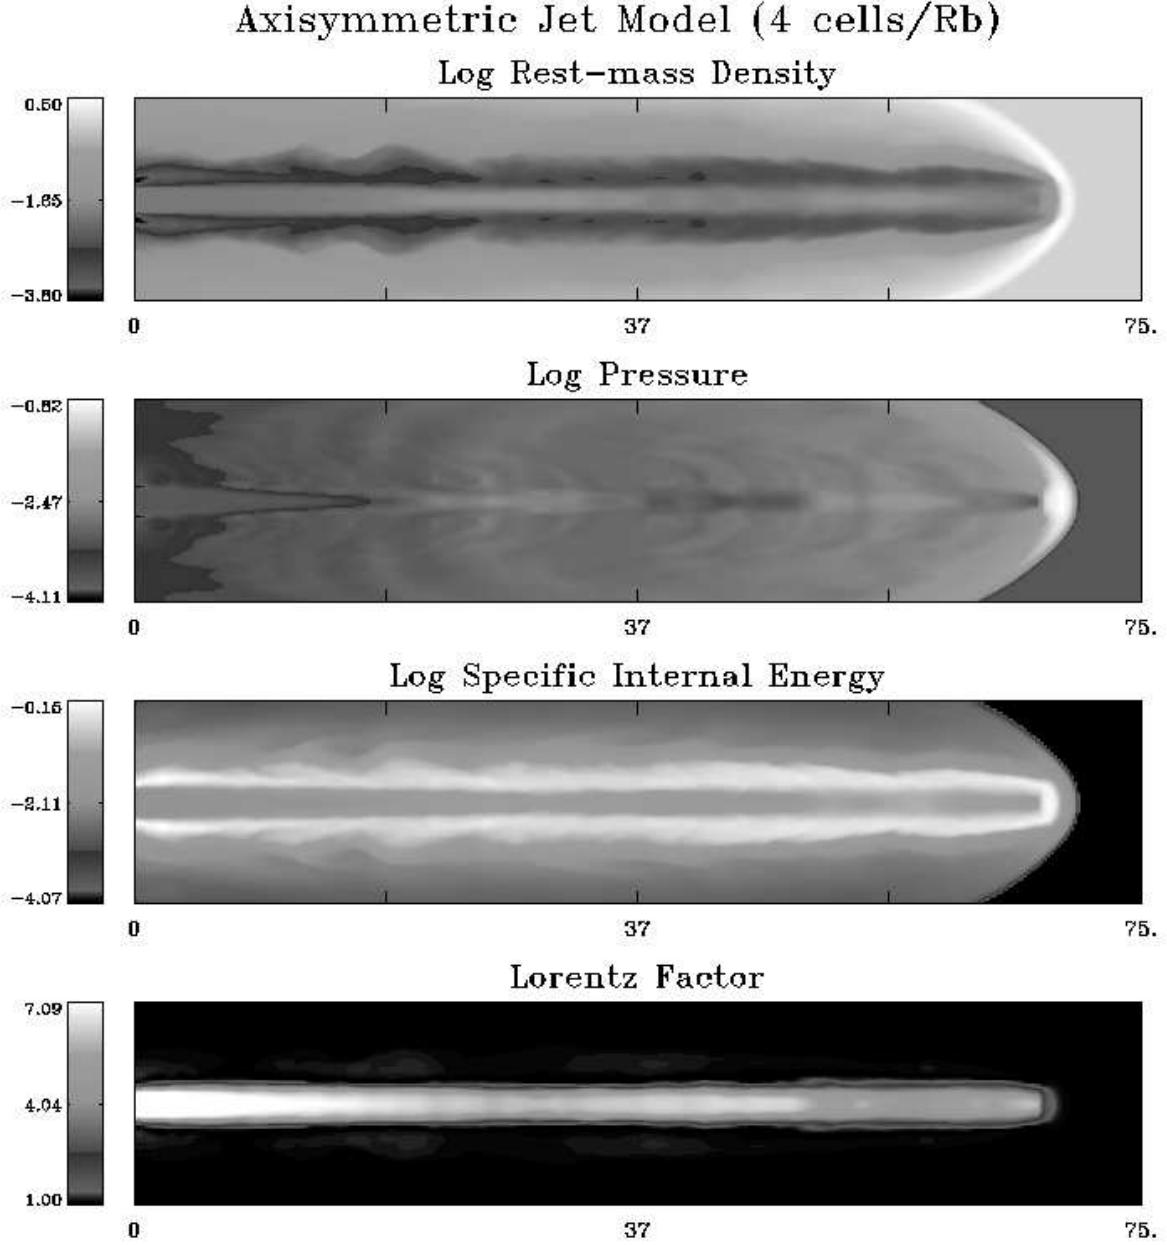 Axisymmetric Jet Model (4 cells/Rb)
Log Rest-mass Density
0.50
-1.65
-3.80
0 37 75.
Log Pressure
-0.82
-2.47
-4.11
0 37 75.
Log Specific Internal Energy
-0.15
-2.11
-4.07
0 37 75.
Lorentz Factor
7.09
4.04
1.00
0 37 75.